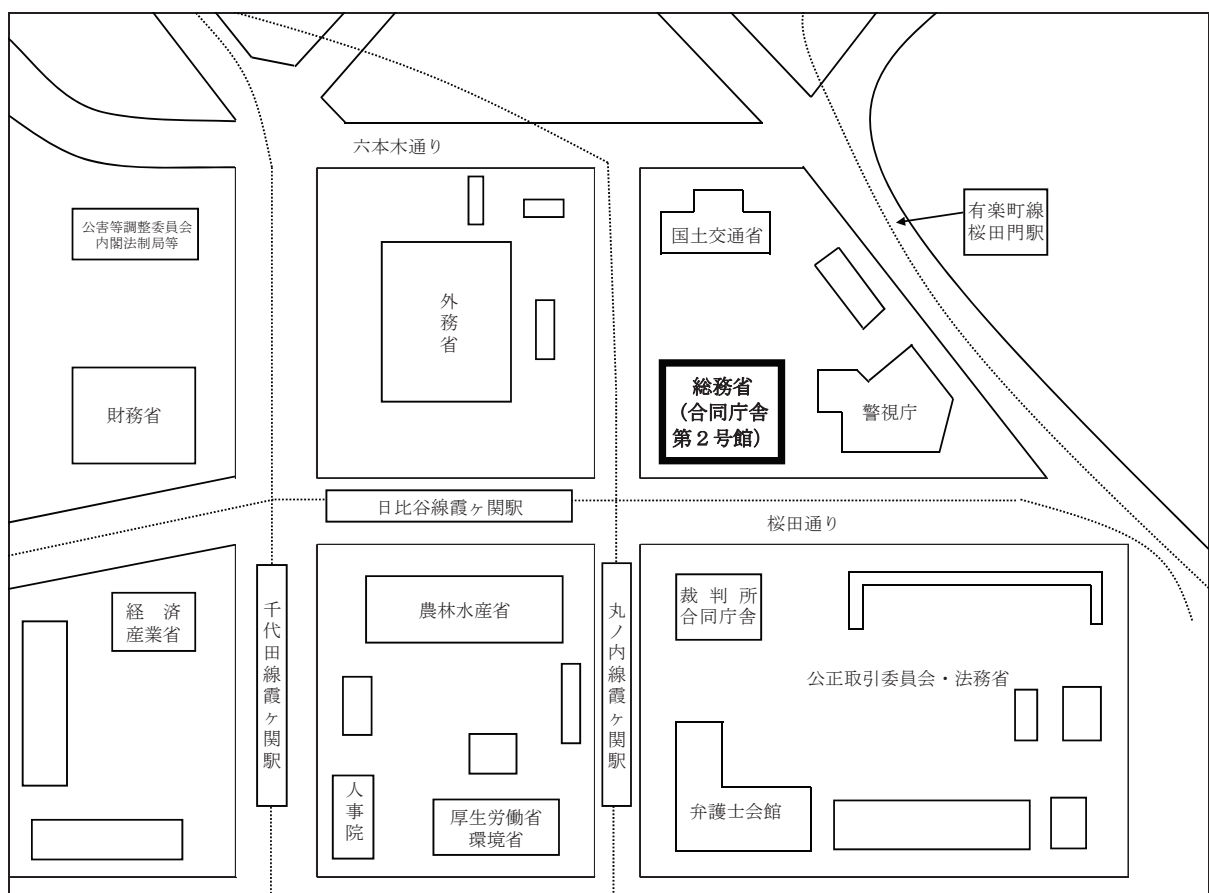 六本木通り
公害等調整委員会
内閣法制局等
国土交通省
有楽町線
桜田門駅
外務省
財務省
総務省
（合同庁舎
第２号館）
警視庁
日比谷線霞ヶ関駅
桜田通り
経　済
産業省
千代田線霞ヶ関駅
農林水産省
丸ノ内線霞ヶ関駅
裁　判　所
合同庁舎
公正取引委員会・法務省
人事院
厚生労働省
環境省
弁護士会館